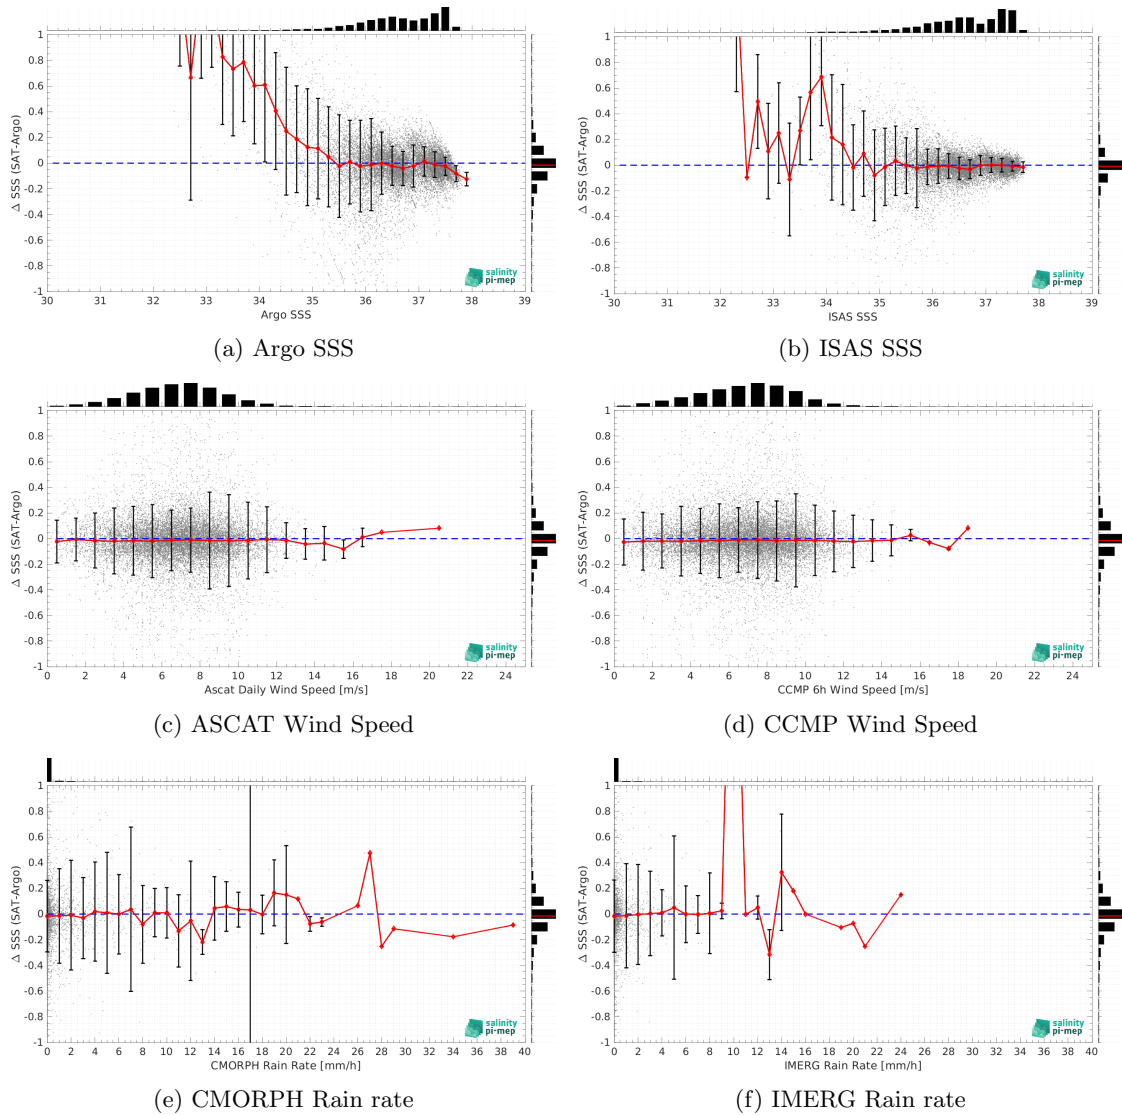 1
0.8
0.6
0.4
0.2
0
-0.2
-0.4
-0.6
-0.8
-1
Δ SSS (SAT-Argo)
30 31 32 33 34 35 36 37 38 39
Argo SSS
salinity
pi-mep
(a) Argo SSS
1
0.8
0.6
0.4
0.2
0
-0.2
-0.4
-0.6
-0.8
-1
Δ SSS (SAT-Argo)
30 31 32 33 34 35 36 37 38 39
ISAS SSS
salinity
pi-mep
(b) ISAS SSS
1
0.8
0.6
0.4
0.2
0
-0.2
-0.4
-0.6
-0.8
-1
Δ SSS (SAT-Argo)
0 2 4 6 8 10 12 14 16 18 20 22 24
Ascat Daily Wind Speed [m/s]
salinity
pi-mep
(c) ASCAT Wind Speed
1
0.8
0.6
0.4
0.2
0
-0.2
-0.4
-0.6
-0.8
-1
Δ SSS (SAT-Argo)
0 2 4 6 8 10 12 14 16 18 20 22 24
CCMP 6h Wind Speed [m/s]
salinity
pi-mep
(d) CCMP Wind Speed
1
0.8
0.6
0.4
0.2
0
-0.2
-0.4
-0.6
-0.8
-1
Δ SSS (SAT-Argo)
0 2 4 6 8 10 12 14 16 18 20 22 24 26 28 30 32 34 36 38 40
CMORPH Rain Rate [mm/h]
salinity
pi-mep
(e) CMORPH Rain rate
1
0.8
0.6
0.4
0.2
0
-0.2
-0.4
-0.6
-0.8
-1
Δ SSS (SAT-Argo)
0 2 4 6 8 10 12 14 16 18 20 22 24 26 28 30 32 34 36 38 40
IMERG Rain Rate [mm/h]
salinity
pi-mep
(f) IMERG Rain rate